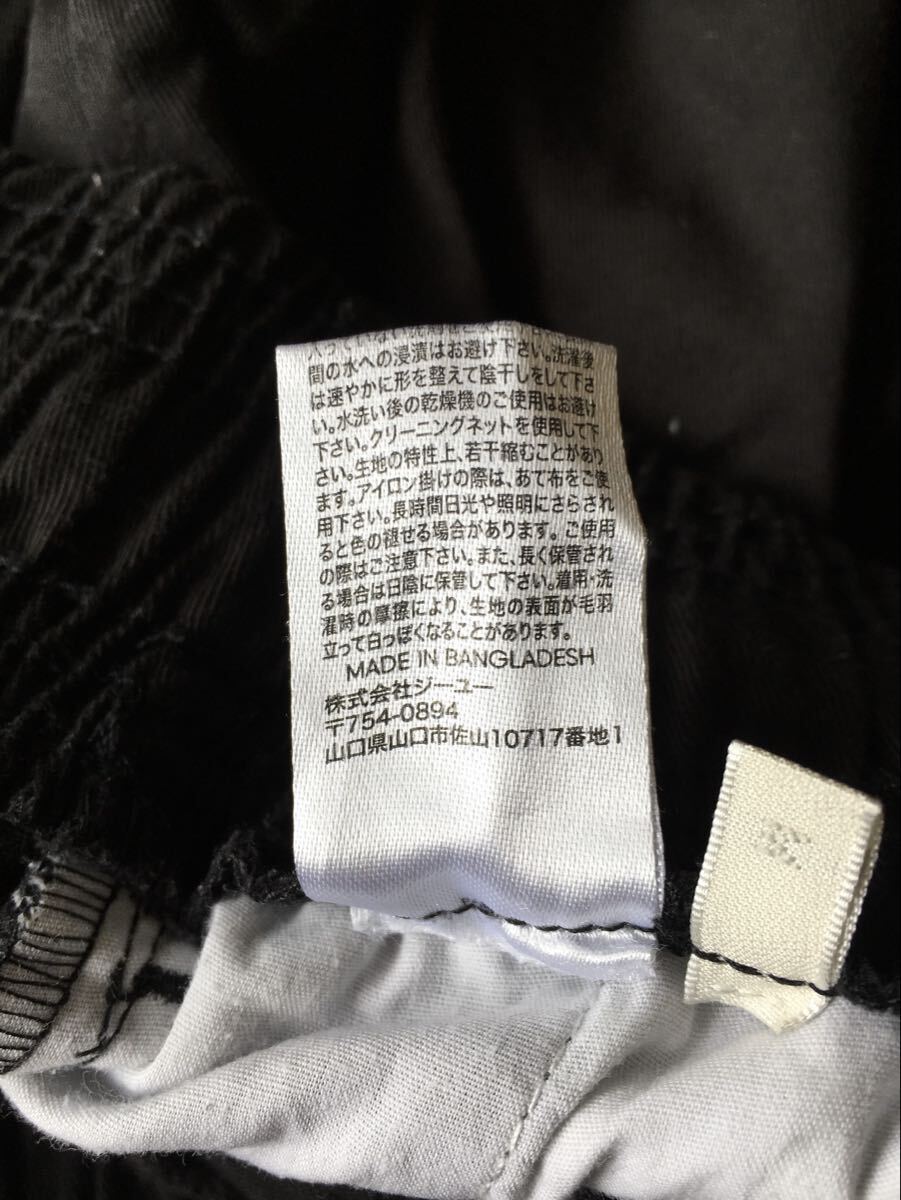 入っていない洗剤
間の水への浸漬はお避け下さい。洗濯後
は速やかに形を整えて陰干しをして下さ
い。水洗い後の乾燥機のご使用はお避け
下さい。クリーニングネットを使用して下
さい。生地の特性上、若干縮むことがあり
ます。アイロン掛けの際は、あて布をご使
用下さい。長時間日光や照明にさらされ
ると色の褪せる場合があります。ご使用
の際はご注意下さい。また、長く保管され
る場合は日陰に保管して下さい。着用・洗
濯時の摩擦により、生地の表面が毛羽
立って白っぽくなることがあります。
MADE IN BANGLADESH
株式会社ジーユー
〒754-0894
山口県山口市佐山10717番地1